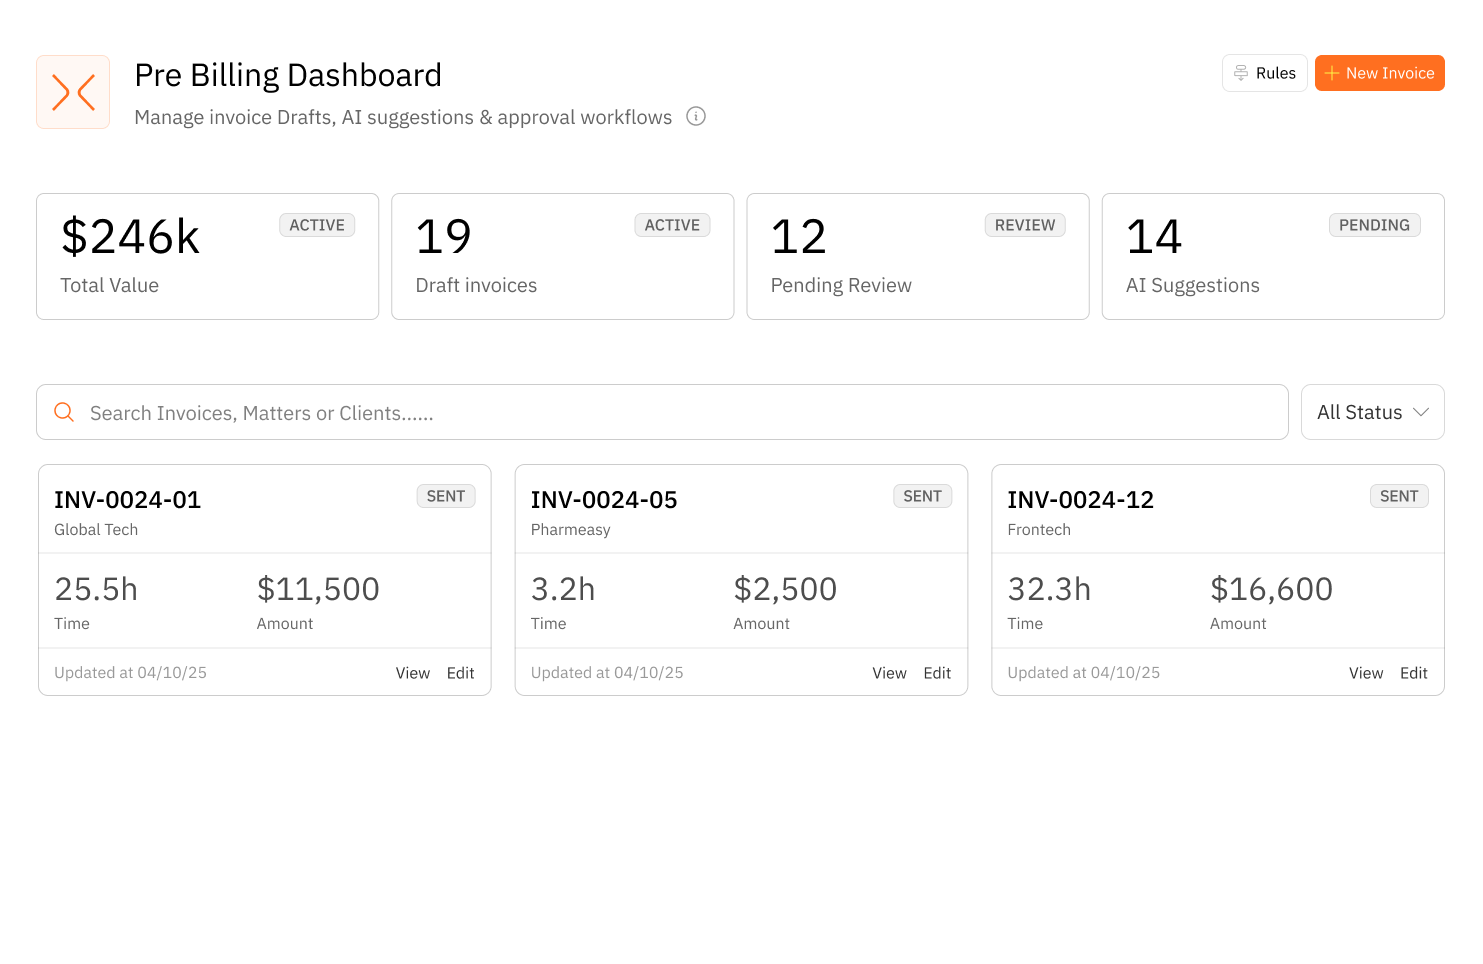 Pre Billing Dashboard
Manage invoice Drafts, AI suggestions & approval workflows
Rules
New Invoice
$246k
ACTIVE
Total Value
19
ACTIVE
Draft invoices
12
REVIEW
Pending Review
14
PENDING
AI Suggestions
Search Invoices, Matters or Clients......
All Status
INV-0024-01
SENT
Global Tech
25.5h
$11,500
Time
Amount
Updated at 04/10/25
View
Edit
INV-0024-05
SENT
Pharmeasy
3.2h
$2,500
Time
Amount
Updated at 04/10/25
View
Edit
INV-0024-12
SENT
Frontech
32.3h
$16,600
Time
Amount
Updated at 04/10/25
View
Edit